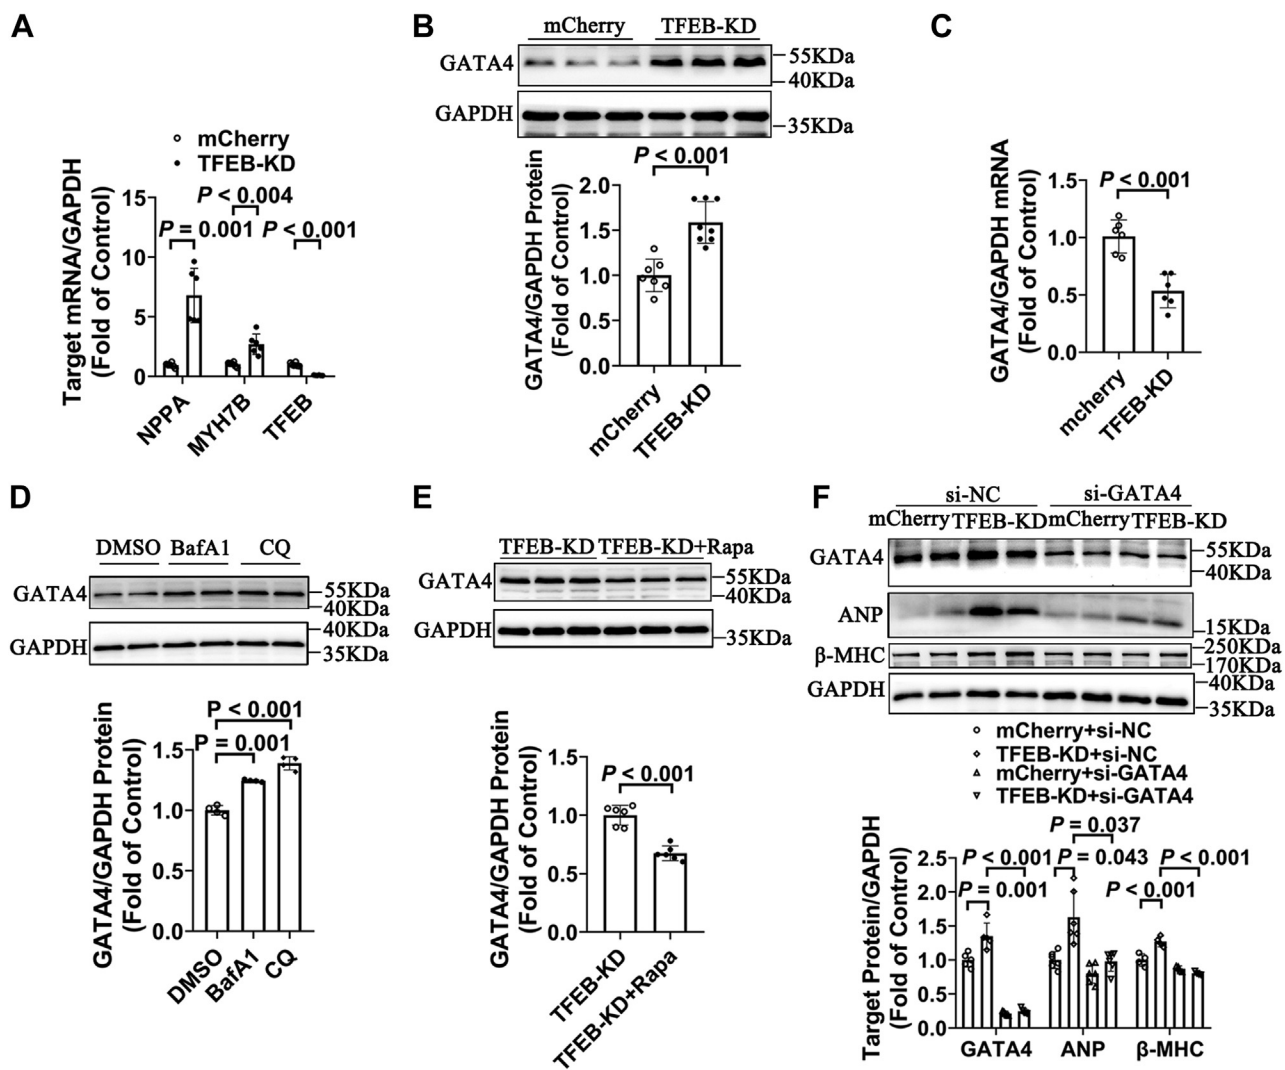 A
mCherry
TFEB-KD
Target mRNA/GAPDH
(Fold of Control)
15
10
5
0
P = 0.001
P < 0.004
P < 0.001
NPPA
MYH7B
TFEB
B
mCherry TFEB-KD
GATA4
55KDa
40KDa
GAPDH
35KDa
GATA4/GAPDH Protein
(Fold of Control)
2.0
1.5
1.0
0.5
0.0
P < 0.001
mCherry
TFEB-KD
C
GATA4/GAPDH mRNA
(Fold of Control)
1.5
1.0
0.5
0.0
P < 0.001
mcherry
TFEB-KD
D
DMSO BafA1 CQ
GATA4
55KDa
40KDa
GAPDH
40KDa
35KDa
GATA4/GAPDH Protein
(Fold of Control)
1.5
1.0
0.5
0.0
P < 0.001
P = 0.001
DMSO
BafA1
CQ
E
TFEB-KD TFEB-KD+Rapa
GATA4
55KDa
40KDa
GAPDH
35KDa
GATA4/GAPDH Protein
(Fold of Control)
1.5
1.0
0.5
0.0
P < 0.001
TFEB-KD
TFEB-KD+Rapa
F
si-NC si-GATA4
mCherry TFEB-KD mCherry TFEB-KD
GATA4
55KDa
40KDa
ANP
15KDa
β-MHC
250KDa
170KDa
GAPDH
40KDa
35KDa
mCherry+si-NC
TFEB-KD+si-NC
mCherry+si-GATA4
TFEB-KD+si-GATA4
Target Protein/GAPDH
(Fold of Control)
2.5
2.0
1.5
1.0
0.5
0.0
P = 0.037
P < 0.001 P = 0.043 P < 0.001
P = 0.001 P < 0.001
GATA4 ANP β-MHC